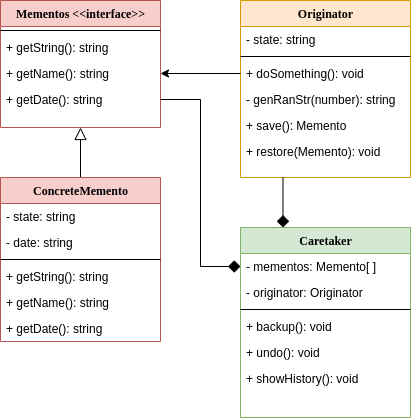 Mementos <<interface>>
+ getString(): string
+ getName(): string
+ getDate(): string
Originator
- state: string
+ doSomething(): void
- genRanStr(number): string
+ save(): Memento
+ restore(Memento): void
ConcreteMemento
- state: string
- date: string
+ getString(): string
+ getName(): string
+ getDate(): string
Caretaker
- mementos: Memento[ ]
- originator: Originator
+ backup(): void
+ undo(): void
+ showHistory(): void